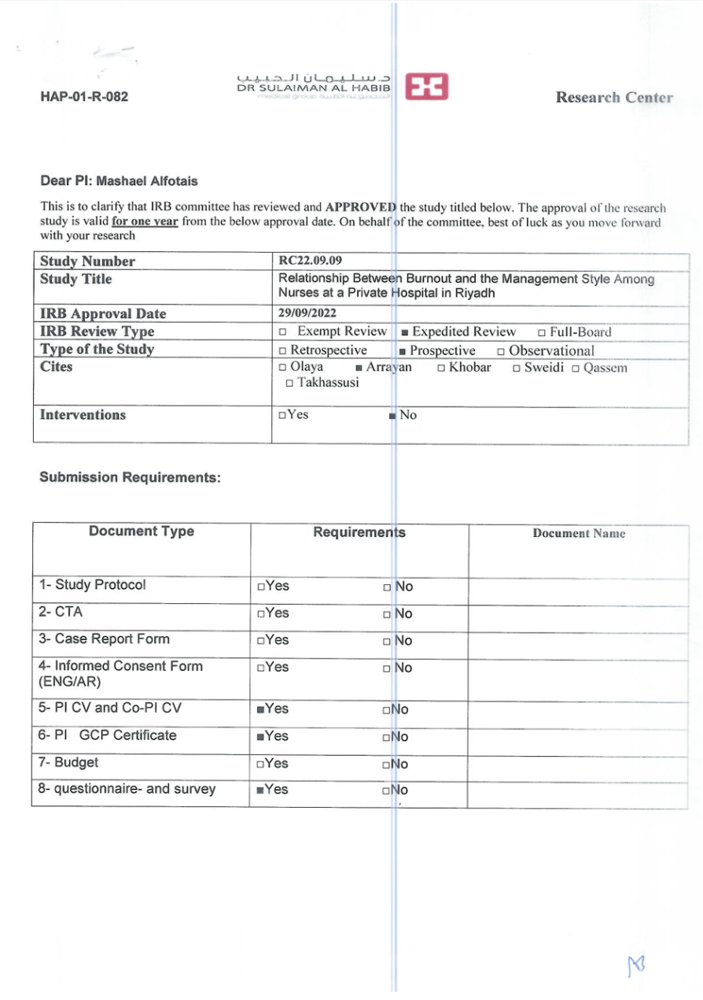 د. سليمان الحبيب
DR SULAIMAN AL HABIB
medical group المجموعة الطبية
HAP-01-R-082
Research Center
Dear PI: Mashael Alfotais
This is to clarify that IRB committee has reviewed and APPROVED the study titled below. The approval of the research
study is valid for one year from the below approval date. On behalf of the committee, best of luck as you move forward
with your research
Study Number RC22.09.09
Study Title Relationship Between Burnout and the Management Style Among
Nurses at a Private Hospital in Riyadh
IRB Approval Date 29/09/2022
IRB Review Type □ Exempt Review ■ Expedited Review □ Full-Board
Type of the Study □ Retrospective ■ Prospective □ Observational
Cites □ Olaya ■ Arrayan □ Khobar □ Sweidi □ Qassem
□ Takhassusi
Interventions □Yes ■ No
Submission Requirements:
Document Type Requirements Document Name
1- Study Protocol □Yes □ No
2- CTA □Yes □ No
3- Case Report Form □Yes □ No
4- Informed Consent Form □Yes □ No
(ENG/AR)
5- PI CV and Co-PI CV ■Yes □No
6- PI GCP Certificate ■Yes □No
7- Budget □Yes □No
8- questionnaire- and survey ■Yes □No